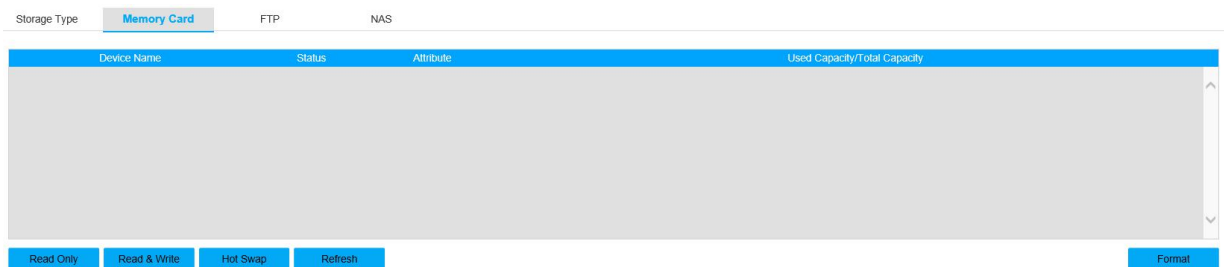 Storage Type Memory Card FTP NAS
Device Name Status Attribute Used Capacity/Total Capacity
Read Only Read & Write Hot Swap Refresh Format